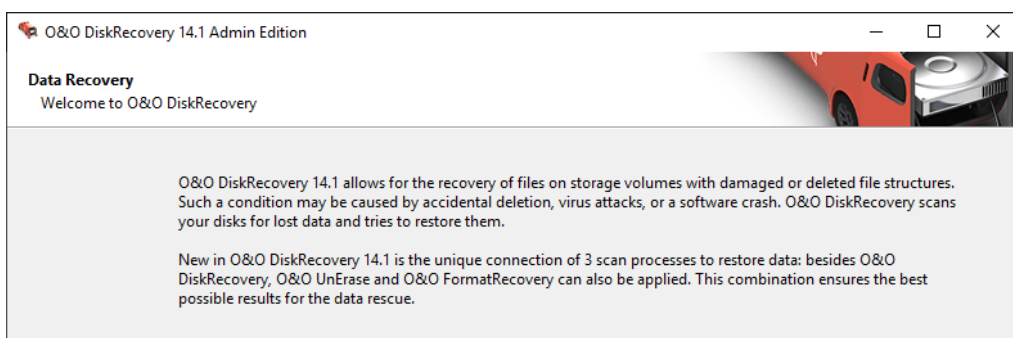 O&O DiskRecovery 14.1 Admin Edition
Data Recovery
Welcome to O&O DiskRecovery
O&O DiskRecovery 14.1 allows for the recovery of files on storage volumes with damaged or deleted file structures.
Such a condition may be caused by accidental deletion, virus attacks, or a software crash. O&O DiskRecovery scans
your disks for lost data and tries to restore them.
New in O&O DiskRecovery 14.1 is the unique connection of 3 scan processes to restore data: besides O&O
DiskRecovery, O&O UnErase and O&O FormatRecovery can also be applied. This combination ensures the best
possible results for the data rescue.